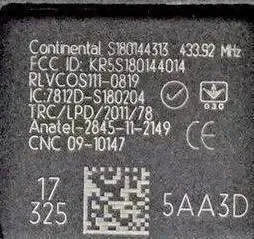 Continental S180144313 433.92 MHz
FCC ID: KR5S180144014
RLVCOS111-0819
IC:7812D-S180204
TRC/LPD/2011/78
Anatel-2845-11-2149
CNC 09-10147
17
325
5AA3D